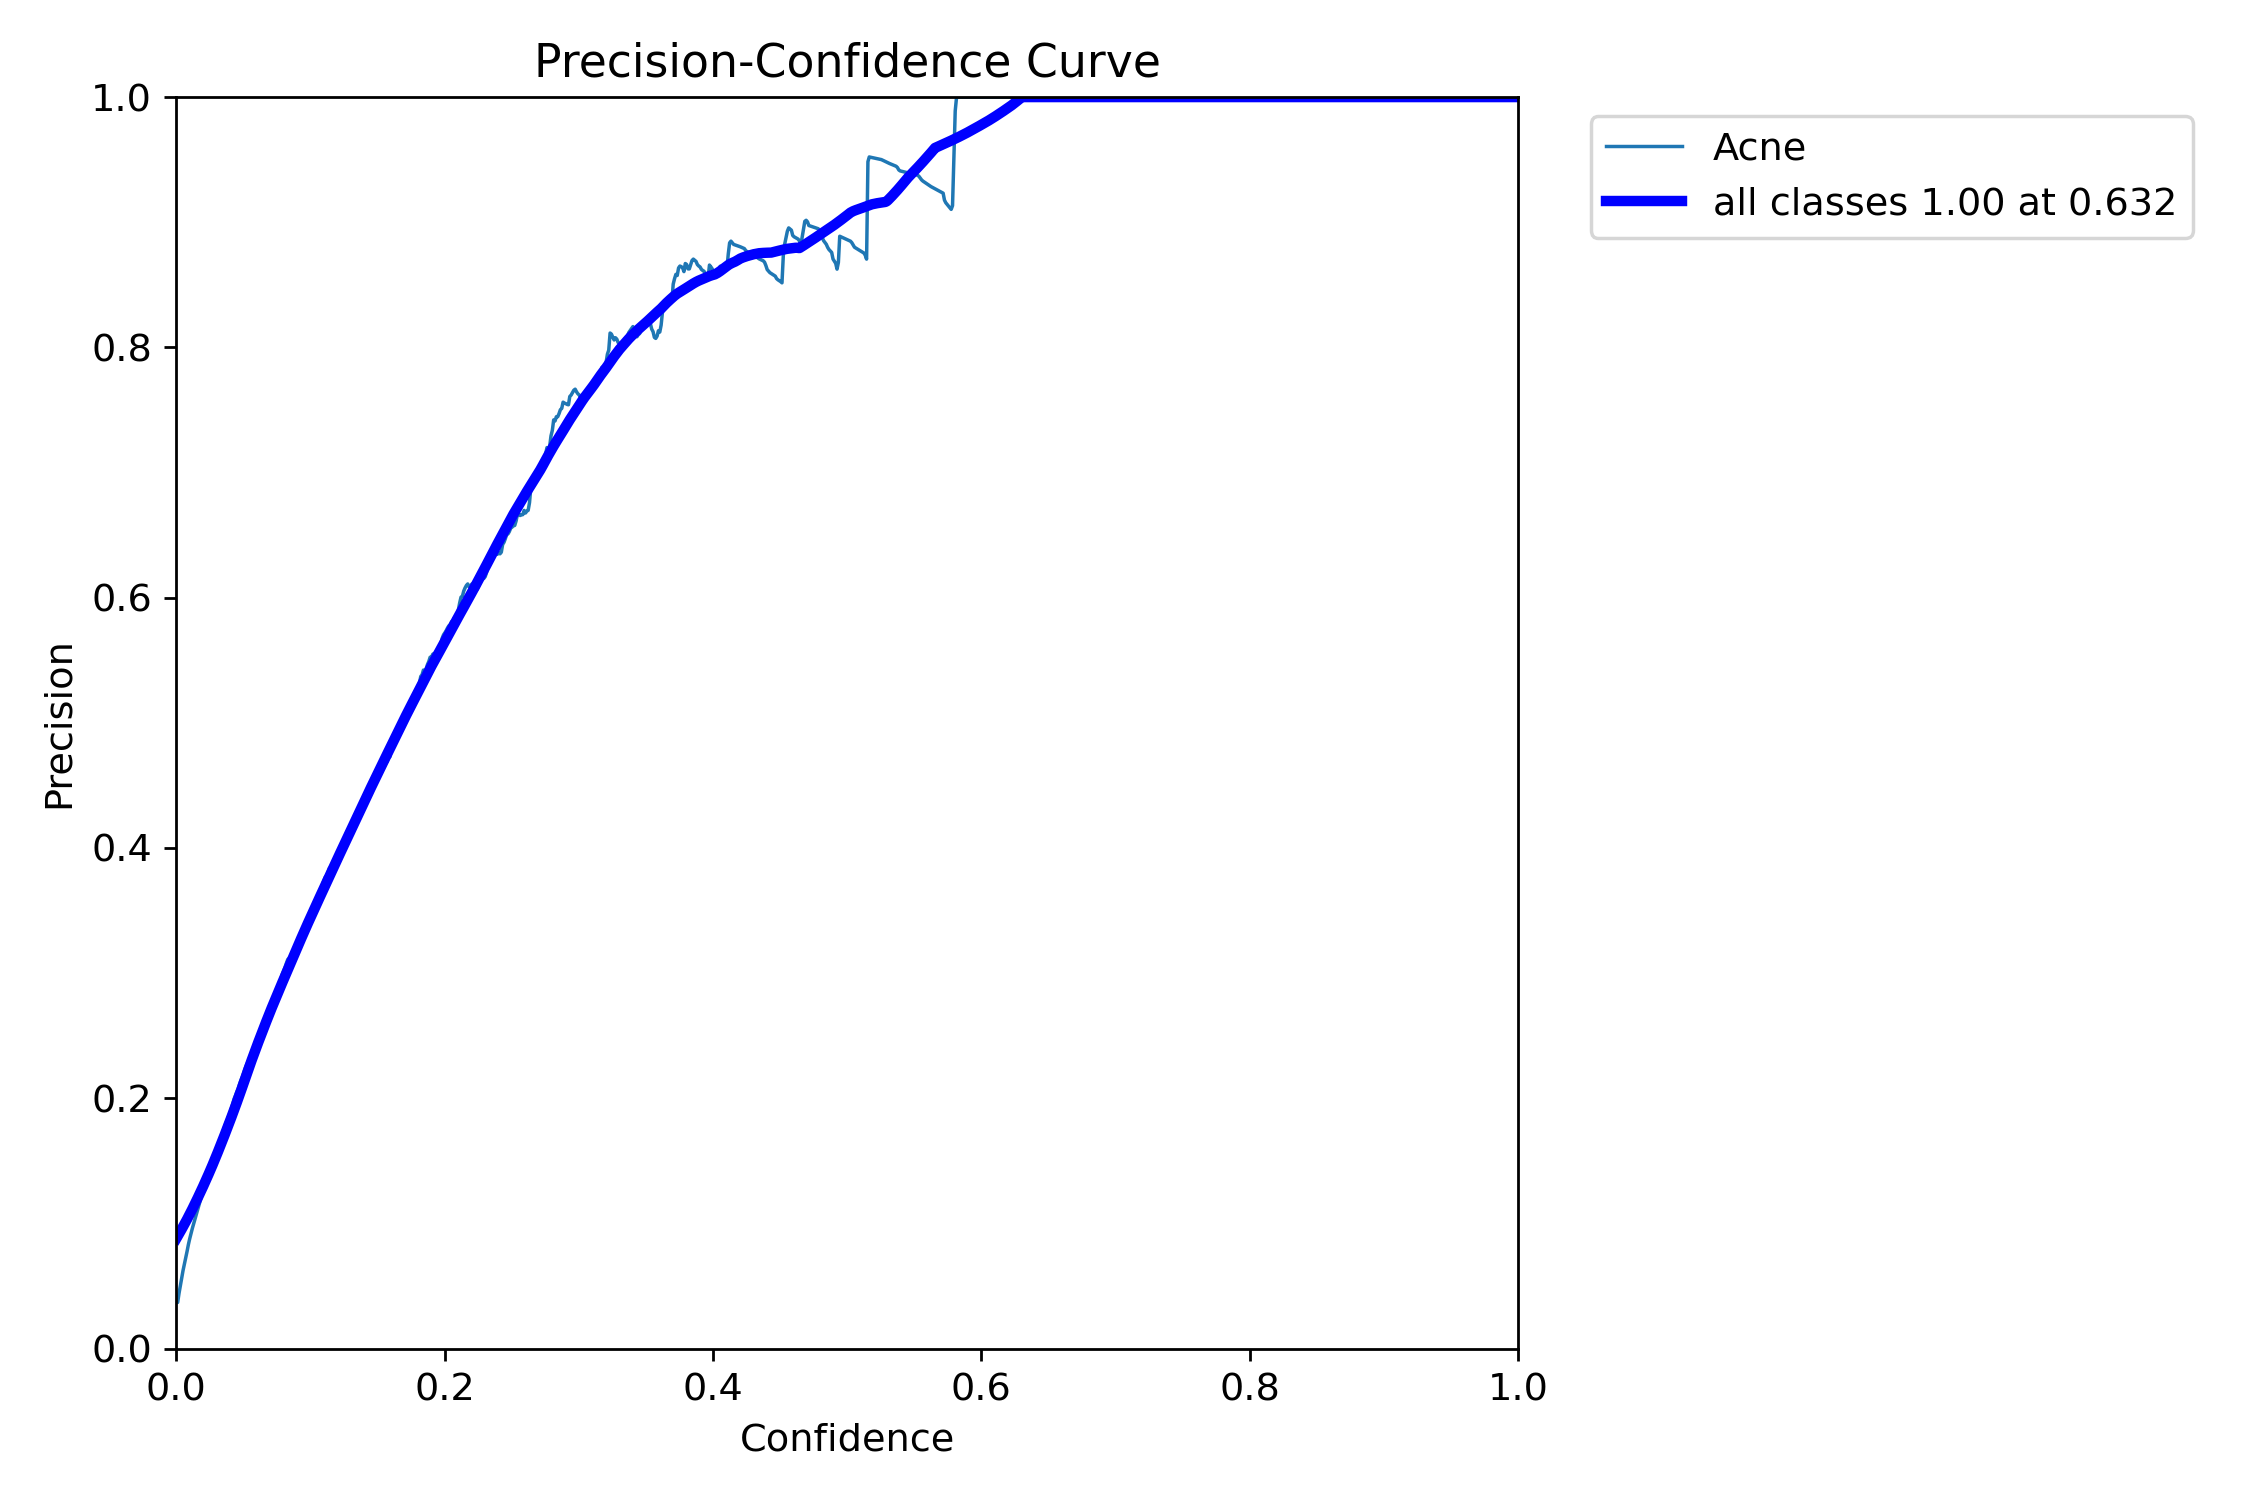 Precision-Confidence Curve
1.0
0.8
0.6
0.4
0.2
0.0
Precision
0.0 0.2 0.4 0.6 0.8 1.0
Confidence
Acne
all classes 1.00 at 0.632